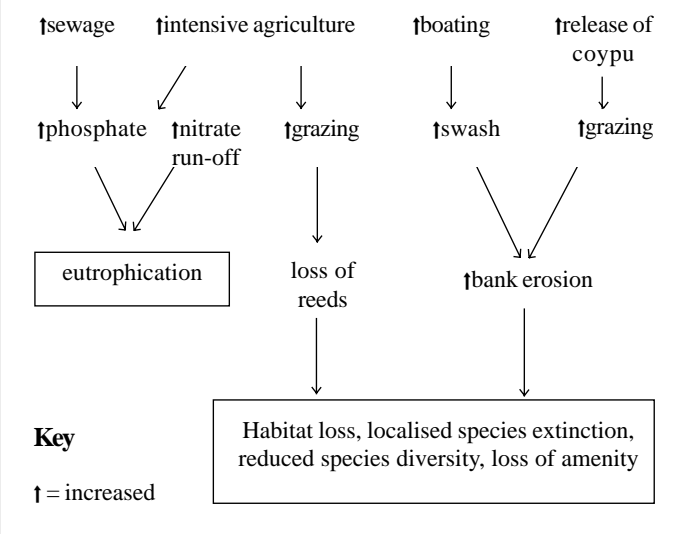 ↑sewage ↑intensive agriculture ↑boating ↑release of
coypu
↑phosphate ↑nitrate ↑grazing ↑swash ↑grazing
run-off
eutrophication loss of ↑bank erosion
reeds
Key
Habitat loss, localised species extinction,
reduced species diversity, loss of amenity
↑ = increased